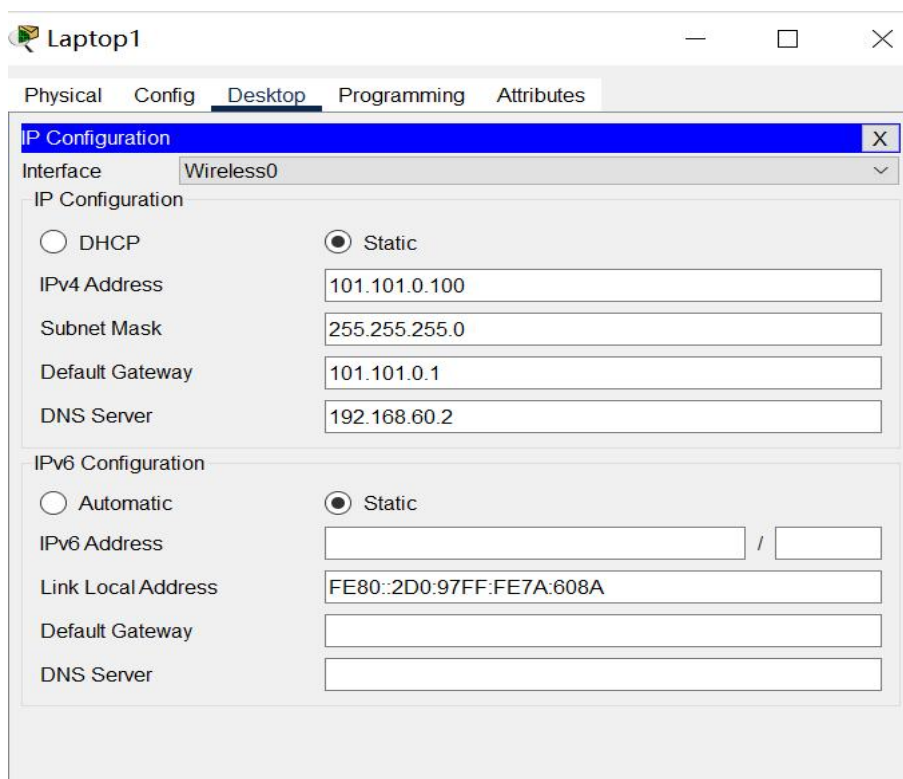 Laptop1
Physical Config Desktop Programming Attributes
IP Configuration X
Interface Wireless0
IP Configuration
DHCP Static
IPv4 Address 101.101.0.100
Subnet Mask 255.255.255.0
Default Gateway 101.101.0.1
DNS Server 192.168.60.2
IPv6 Configuration
Automatic Static
IPv6 Address /
Link Local Address FE80::2D0:97FF:FE7A:608A
Default Gateway
DNS Server